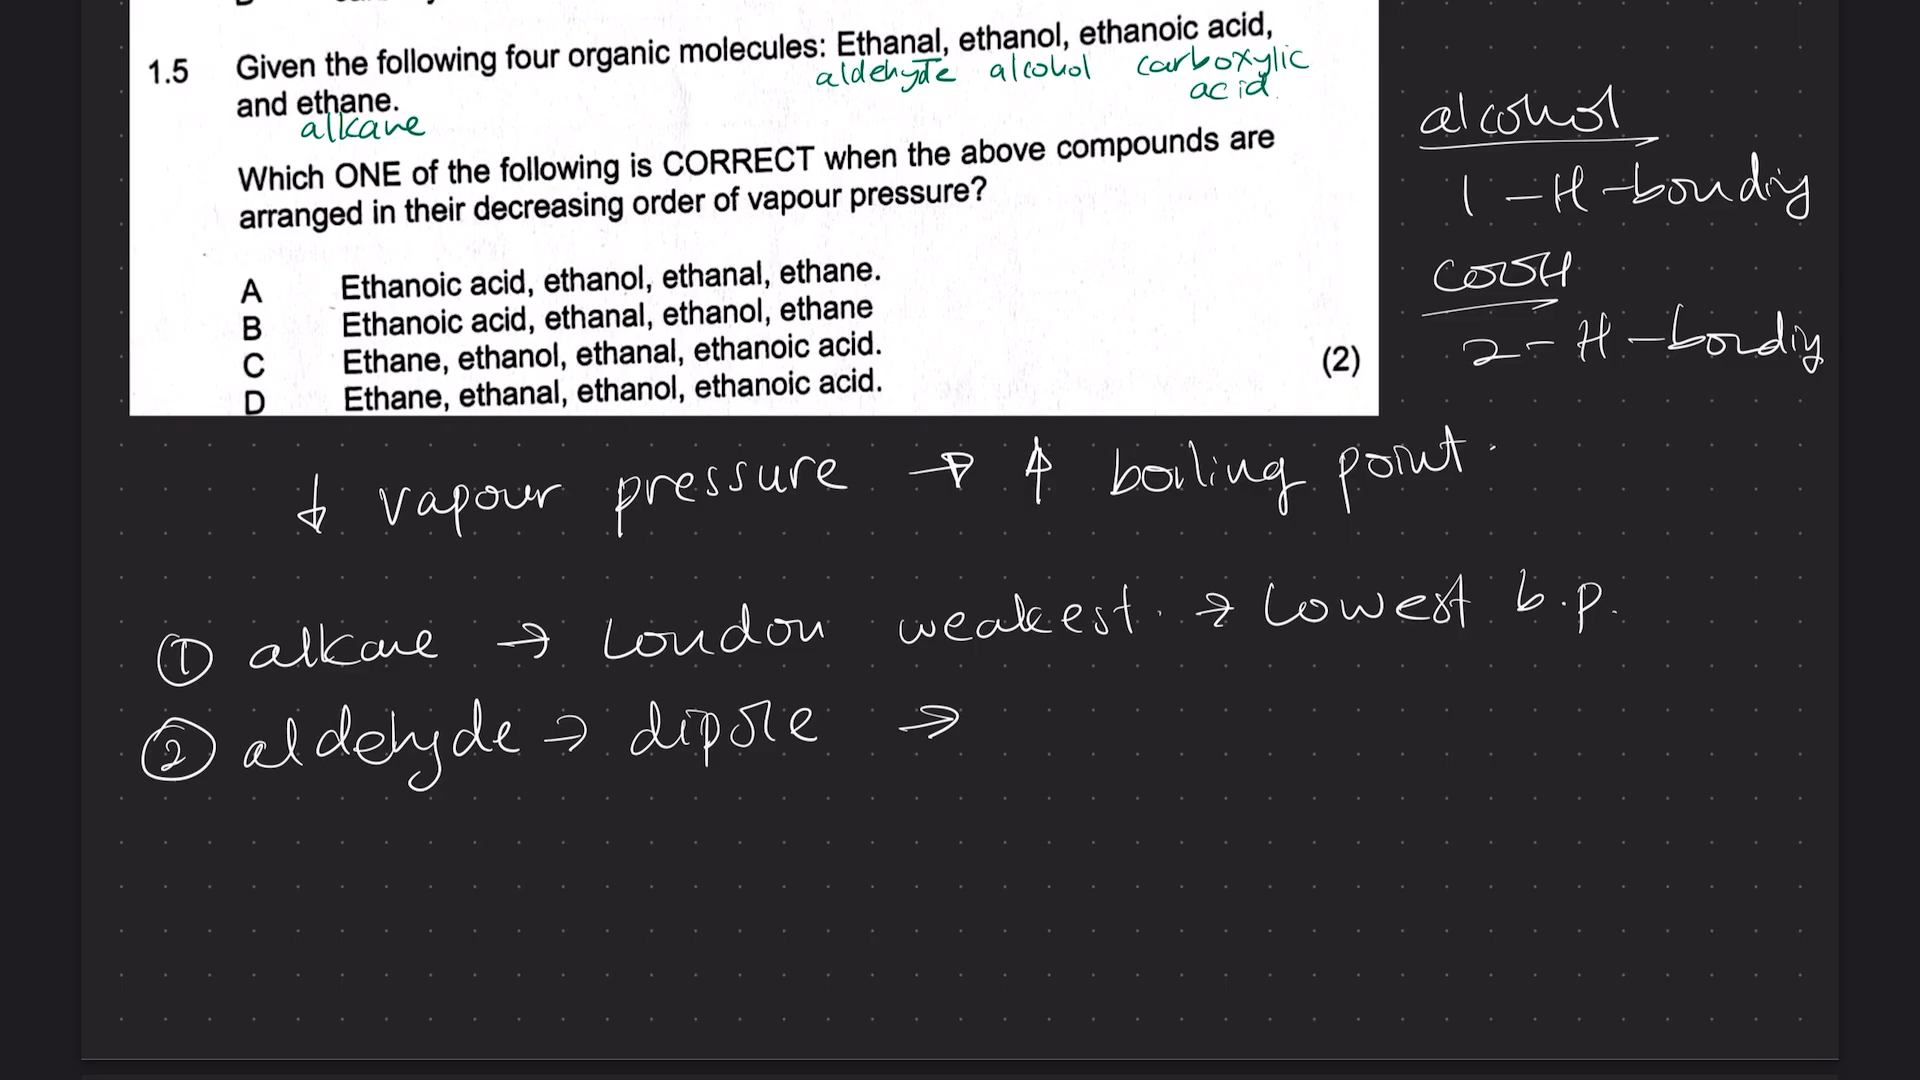 1.5 Given the following four organic molecules: Ethanal, ethanol, ethanoic acid,
aldehyde alcohol carboxylic
acid.
and ethane.
alkane
Which ONE of the following is CORRECT when the above compounds are
arranged in their decreasing order of vapour pressure?
A Ethanoic acid, ethanol, ethanal, ethane.
B Ethanoic acid, ethanal, ethanol, ethane
C Ethane, ethanol, ethanal, ethanoic acid.
D Ethane, ethanal, ethanol, ethanoic acid.
(2)
alcohol
1 - H - bonding
COOH
2 - H - bonding
↓ vapour pressure → ↑ boiling point.
① alkane → London weakest. → lowest b.p.
② aldehyde → dipole →